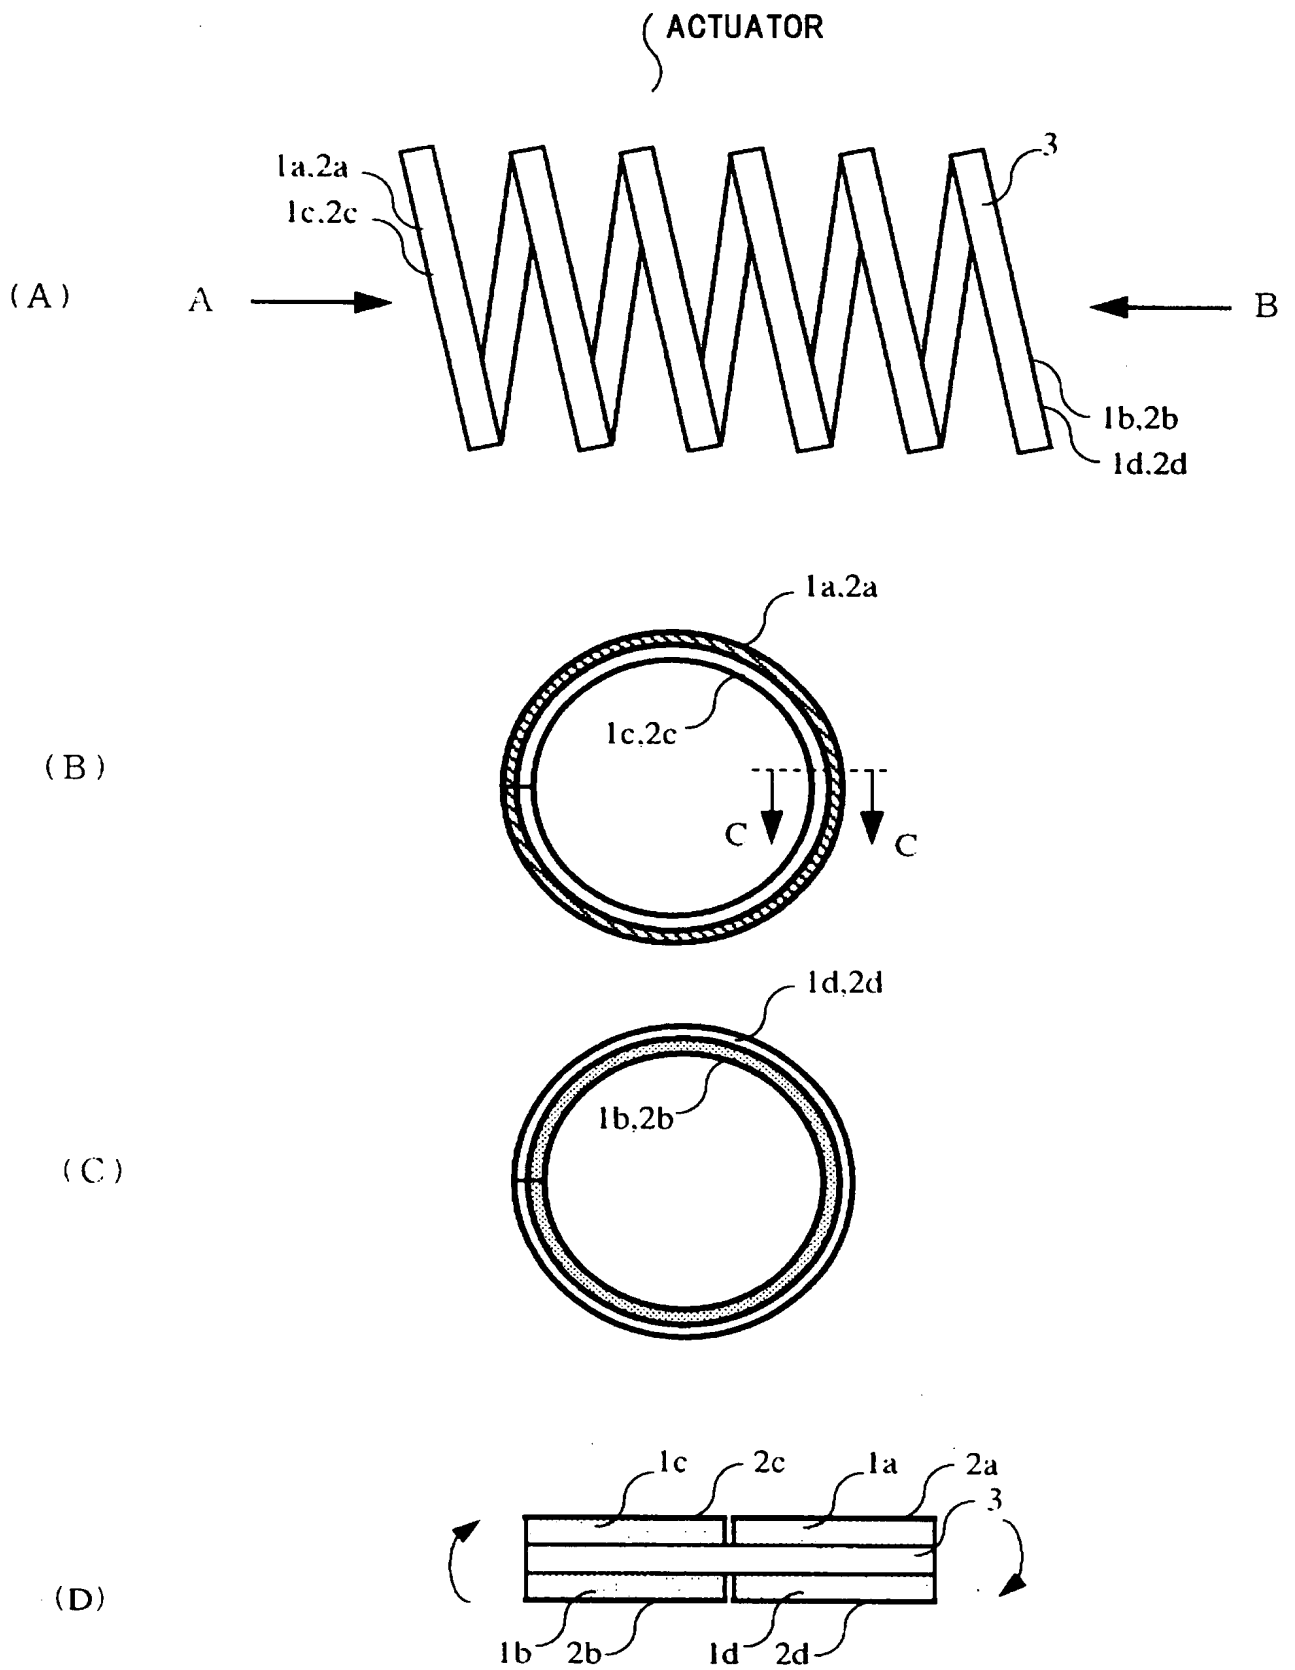 ACTUATOR
1a,2a
1c,2c
3
(A)
A
B
1b,2b
1d,2d
1a,2a
1c,2c
(B)
C
C
1d,2d
1b,2b
(C)
1c
2c
1a
2a
3
(D)
1b
2b
1d
2d